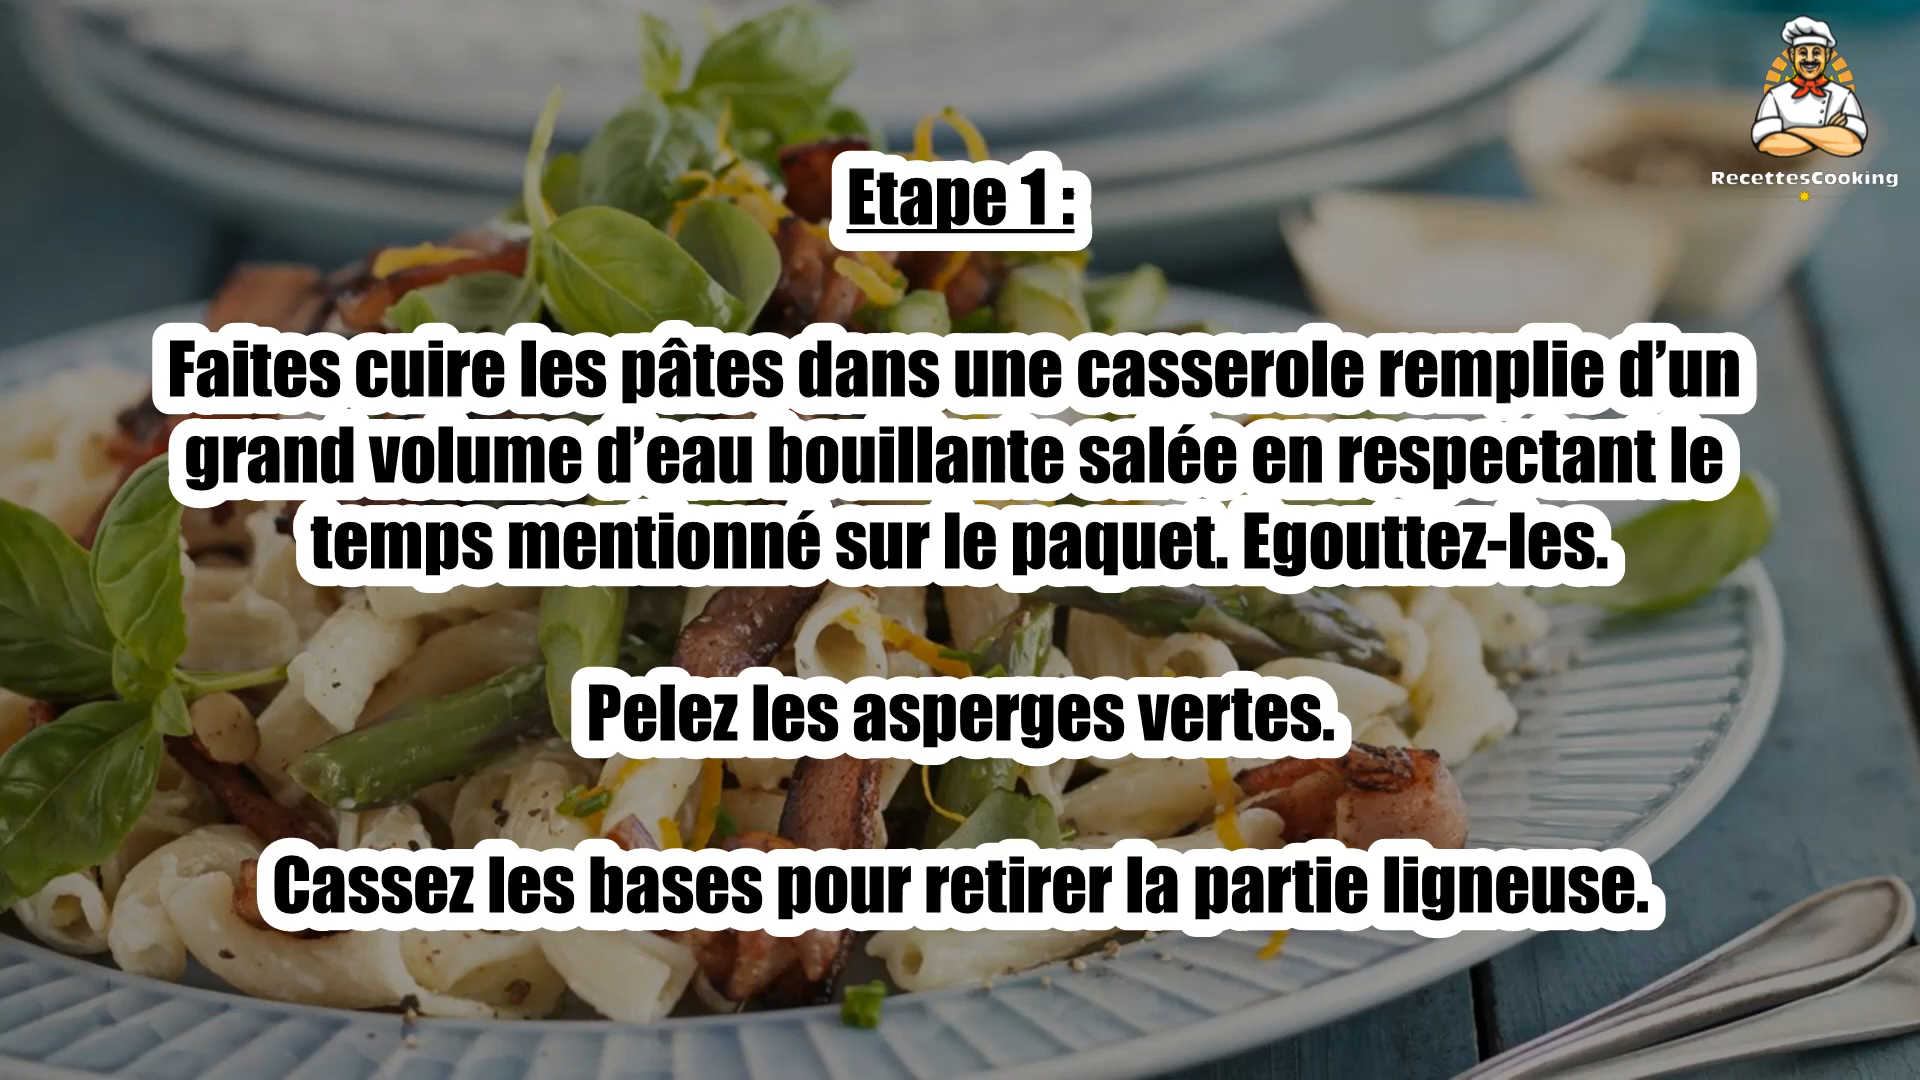 RecettesCooking
Etape 1 :
Faites cuire les pâtes dans une casserole remplie d’un
grand volume d’eau bouillante salée en respectant le
temps mentionné sur le paquet. Egouttez-les.
Pelez les asperges vertes.
Cassez les bases pour retirer la partie ligneuse.